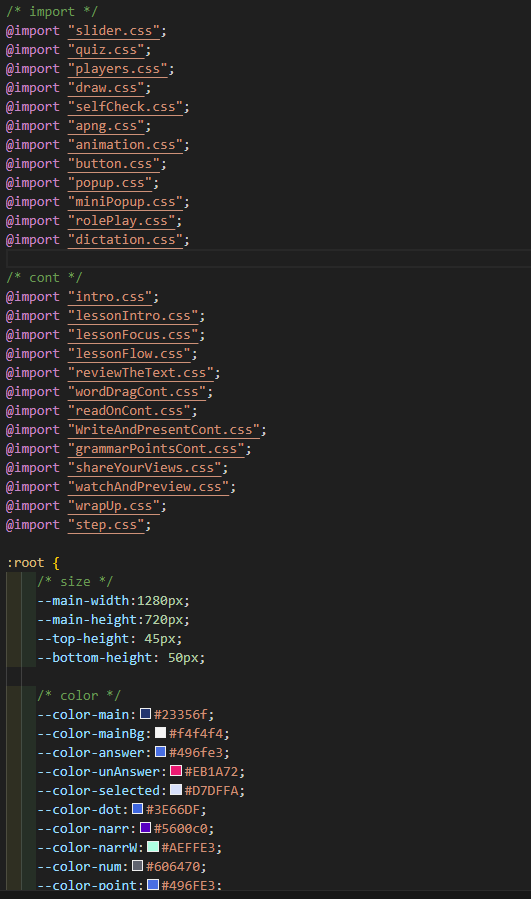 /* import */
@import "slider.css";
@import "quiz.css";
@import "players.css";
@import "draw.css";
@import "selfCheck.css";
@import "apng.css";
@import "animation.css";
@import "button.css";
@import "popup.css";
@import "miniPopup.css";
@import "rolePlay.css";
@import "dictation.css";
/* cont */
@import "intro.css";
@import "lessonIntro.css";
@import "lessonFocus.css";
@import "lessonFlow.css";
@import "reviewTheText.css";
@import "wordDragCont.css";
@import "readOnCont.css";
@import "WriteAndPresentCont.css";
@import "grammarPointsCont.css";
@import "shareYourViews.css";
@import "watchAndPreview.css";
@import "wrapUp.css";
@import "step.css";
:root {
/* size */
--main-width:1280px;
--main-height:720px;
--top-height: 45px;
--bottom-height: 50px;
/* color */
--color-main:#23356f;
--color-mainBg:#f4f4f4;
--color-answer:#496fe3;
--color-unAnswer:#EB1A72;
--color-selected:#D7DFFA;
--color-dot:#3E66DF;
--color-narr:#5600c0;
--color-narrW:#AEFFE3;
--color-num:#606470;
--color-point:#496FE3;